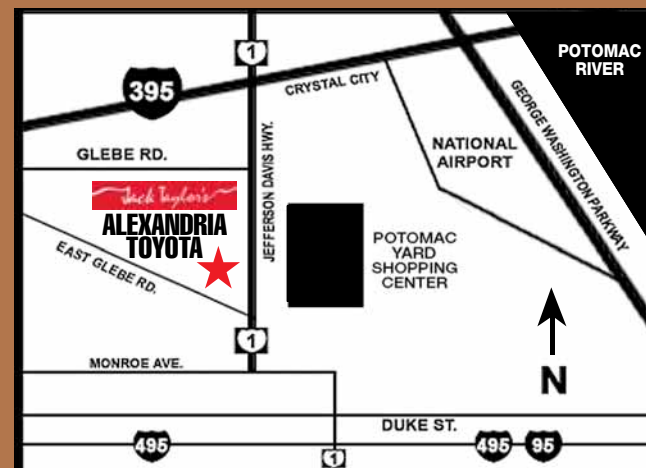 1
POTOMAC
RIVER
395
CRYSTAL CITY
GEORGE WASHINGTON PARKWAY
NATIONAL
AIRPORT
GLEBE RD.
JEFFERSON DAVIS HWY.
Jack Taylor's
ALEXANDRIA
TOYOTA
EAST GLEBE RD.
POTOMAC
YARD
SHOPPING
CENTER
1
MONROE AVE.
N
DUKE ST.
495
1
495
95